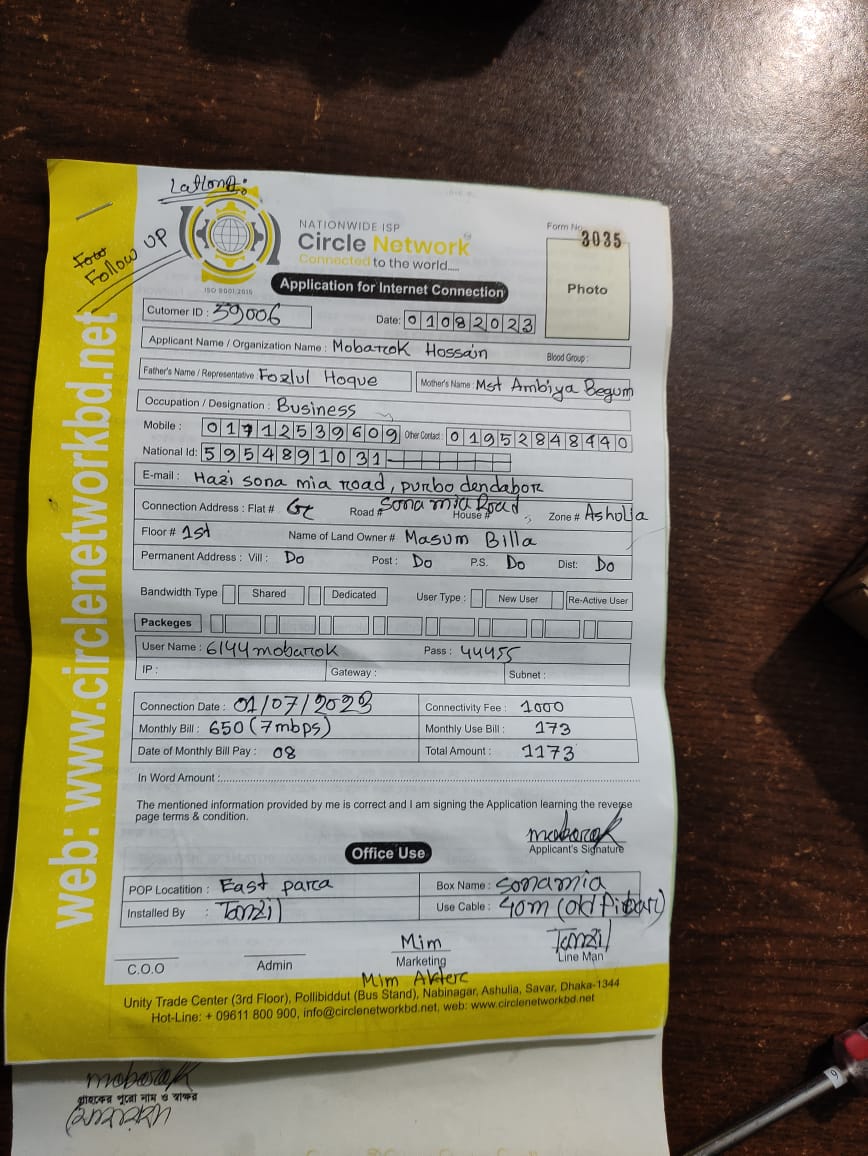 Follow UP
NATIONWIDE ISP
Circle Network
Connected to the world.....
ISO 9001:2015
Form No. 3035
Photo
Application for Internet Connection
Cutomer ID : 59006
Date: 01082023
Applicant Name / Organization Name : Mobarok Hossain Blood Group :
Father's Name / Representative Fozlul Hoque Mother's Name : Mst Ambiya Begum
Occupation / Designation : Business
Mobile : 01712539609 Other Contact : 01952848440
National Id: 5954891031
E-mail : Hazi sona mia road, purbo dendabor
Connection Address : Flat # Road # Sona mia Road House # Zone # Ashulia
Floor # 1st Name of Land Owner # Masum Billa
Permanent Address : Vill : Do Post : Do P.S. Do Dist: Do
Bandwidth Type Shared Dedicated User Type : New User Re-Active User
Packeges
User Name : 6144mobarok Pass : 44455
IP : Gateway : Subnet :
Connection Date : 01/07/2023 Connectivity Fee : 1000
Monthly Bill : 650 (7mbps) Monthly Use Bill : 173
Date of Monthly Bill Pay : 08 Total Amount : 1173
In Word Amount :
The mentioned information provided by me is correct and I am signing the Application learning the reverse
page terms & condition.
mobarok
Applicant's Signature
Office Use
POP Locatition : East para Box Name : Sonamia
Installed By : Tanzil Use Cable : 40m (old
Mim Tanzil
C.O.O Admin Marketing Line Man
Mim Akter
Unity Trade Center (3rd Floor), Pollibiddut (Bus Stand), Nabinagar, Ashulia, Savar, Dhaka-1344
Hot-Line: + 09611 800 900, info@circlenetworkbd.net, web: www.circlenetworkbd.net
web: www.circlenetworkbd.net
mobarok
গ্রাহকের পুরো নাম ও স্বাক্ষর